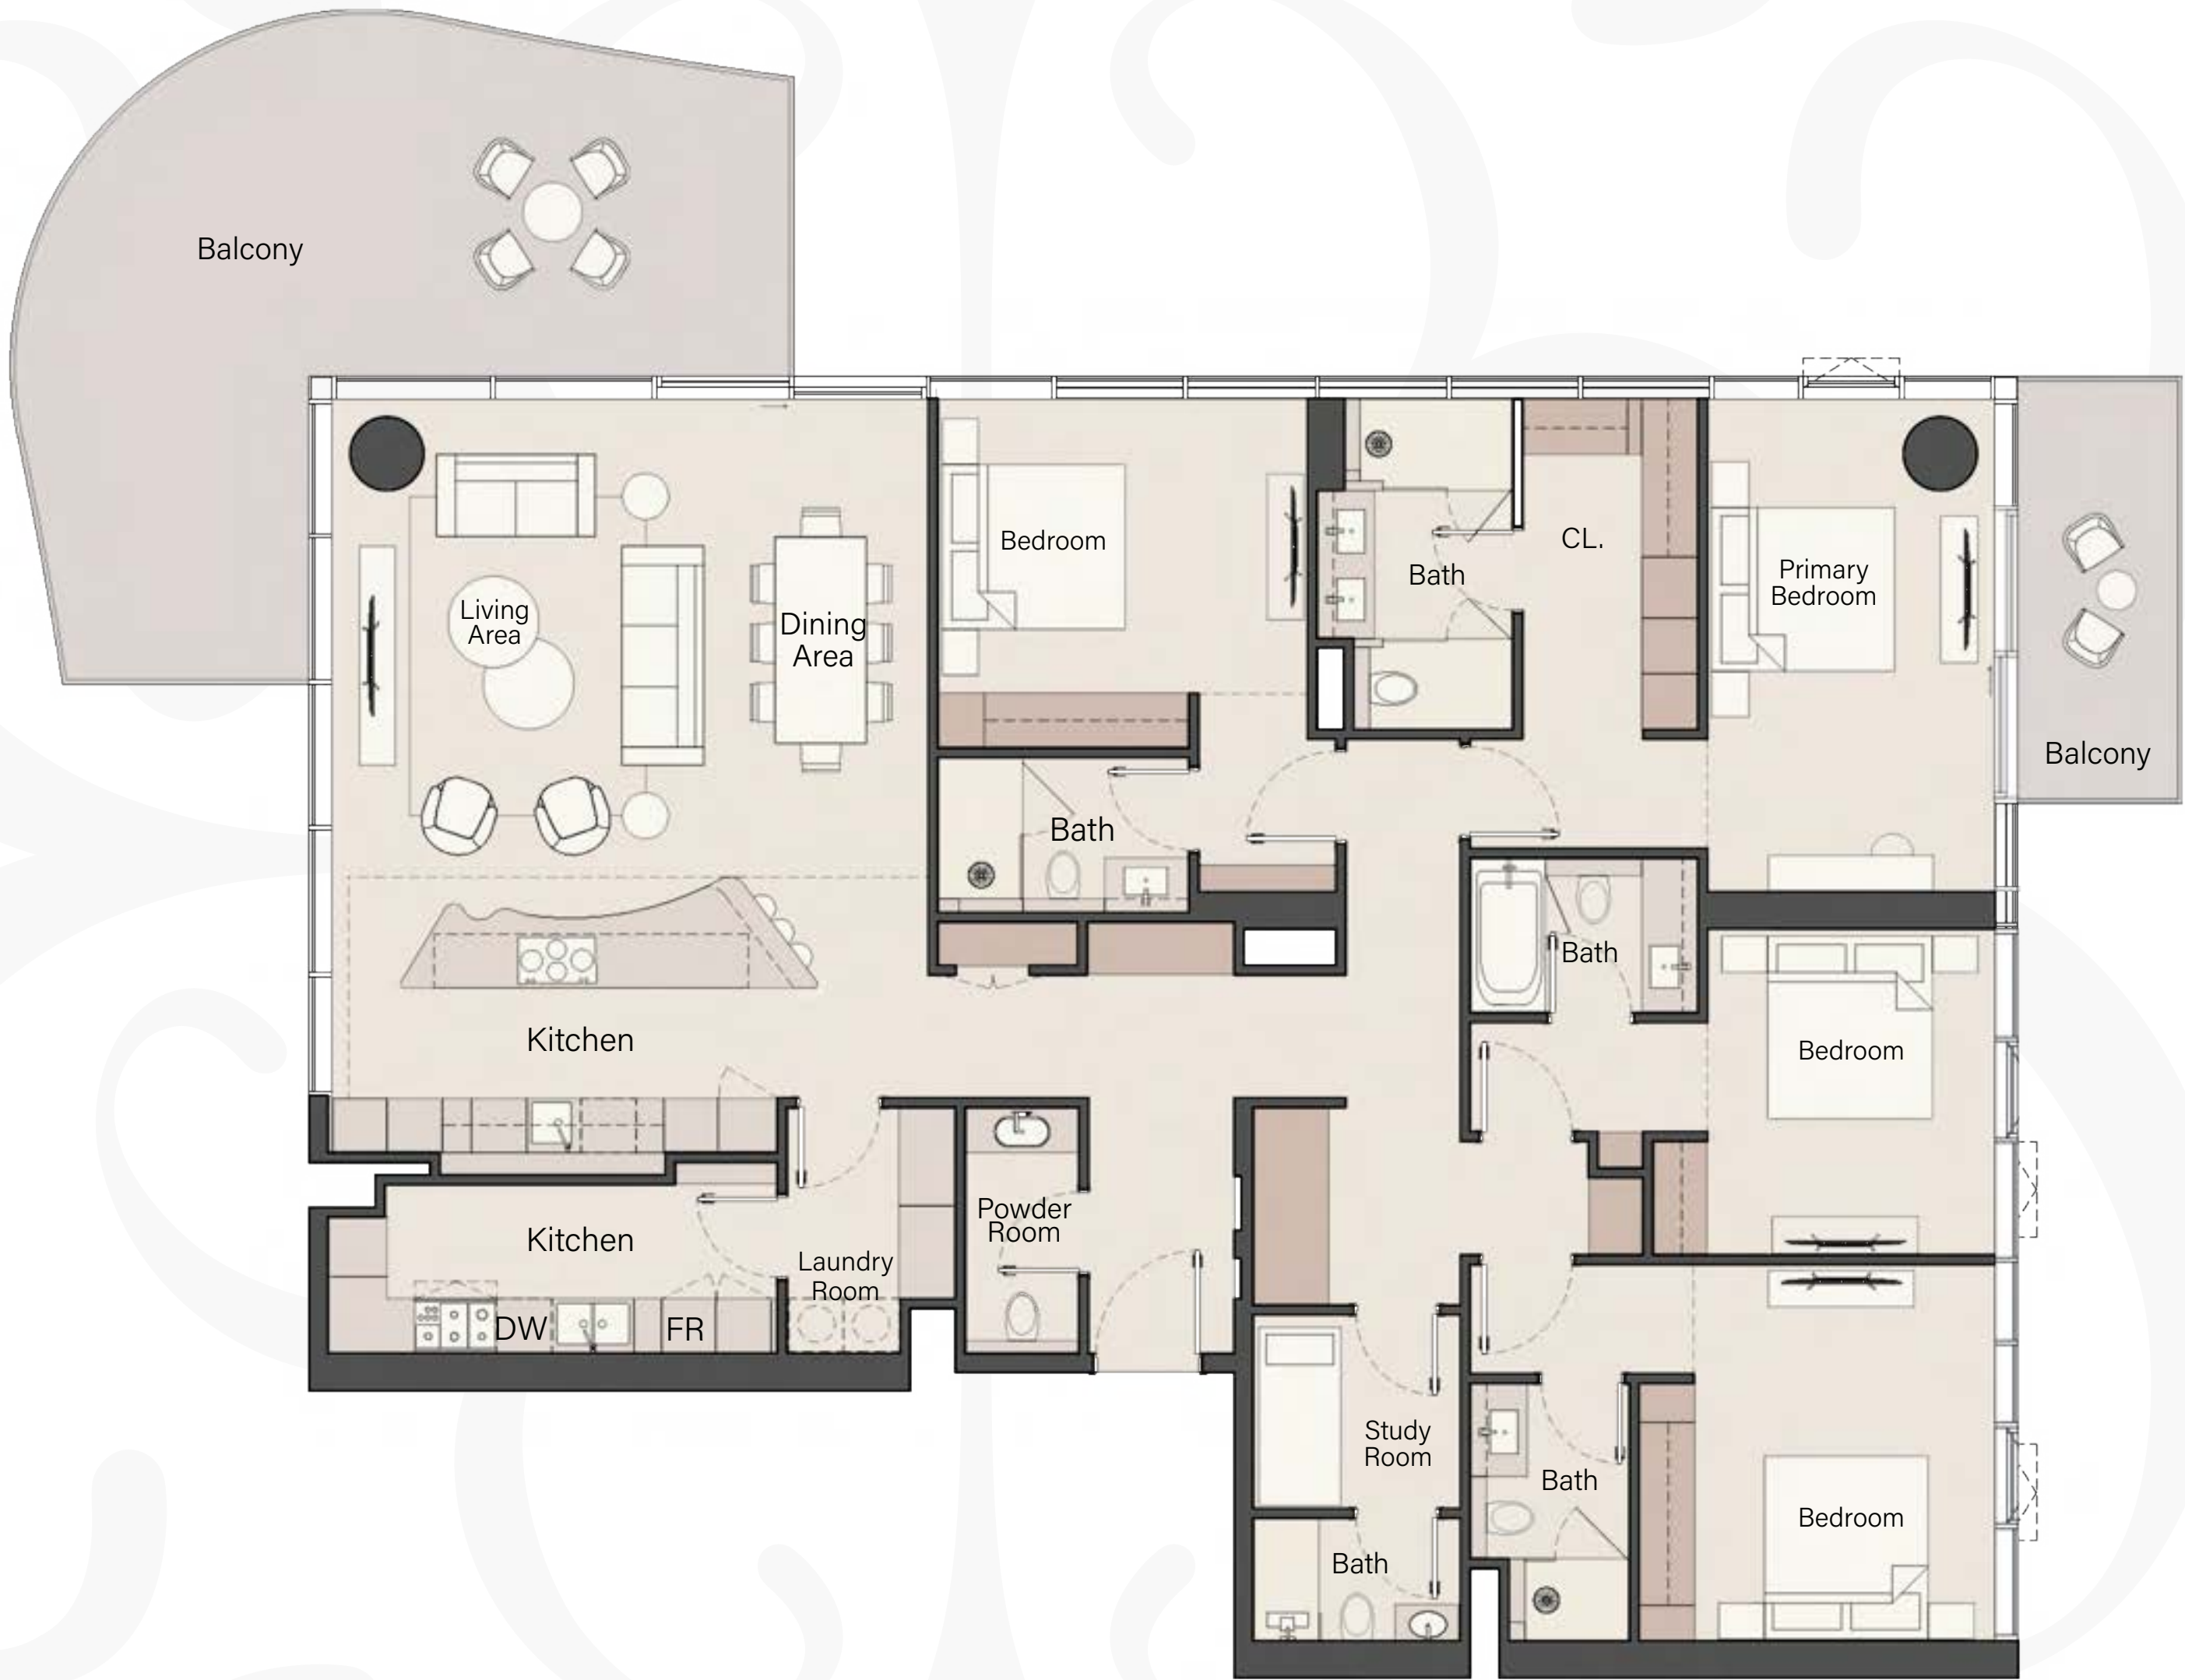 Balcony
Bedroom
CL.
Bath
Primary
Bedroom
Living
Area
Dining
Area
Balcony
Bath
Bath
Kitchen
Bedroom
Powder
Room
Kitchen
Laundry
Room
DW
FR
Study
Room
Bath
Bedroom
Bath